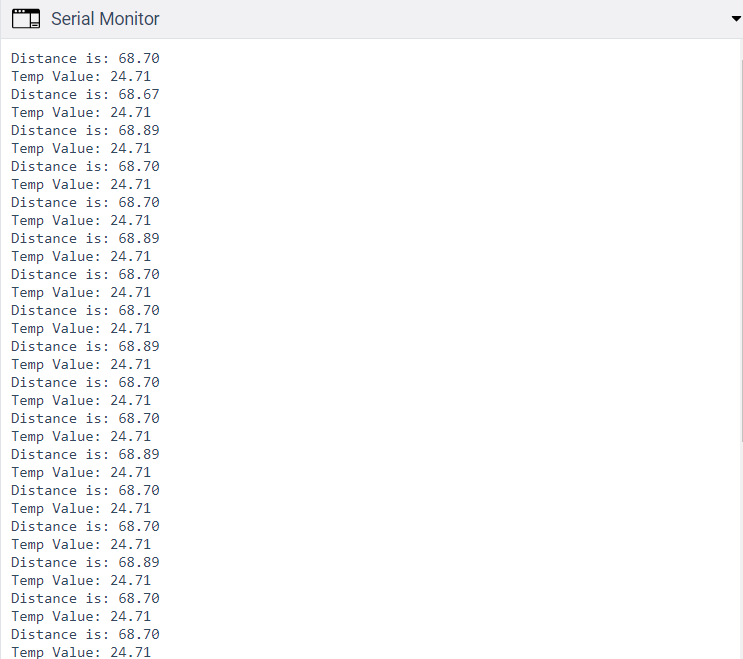 Serial Monitor
Distance is: 68.70
Temp Value: 24.71
Distance is: 68.67
Temp Value: 24.71
Distance is: 68.89
Temp Value: 24.71
Distance is: 68.70
Temp Value: 24.71
Distance is: 68.70
Temp Value: 24.71
Distance is: 68.89
Temp Value: 24.71
Distance is: 68.70
Temp Value: 24.71
Distance is: 68.70
Temp Value: 24.71
Distance is: 68.89
Temp Value: 24.71
Distance is: 68.70
Temp Value: 24.71
Distance is: 68.70
Temp Value: 24.71
Distance is: 68.89
Temp Value: 24.71
Distance is: 68.70
Temp Value: 24.71
Distance is: 68.70
Temp Value: 24.71
Distance is: 68.89
Temp Value: 24.71
Distance is: 68.70
Temp Value: 24.71
Distance is: 68.70
Temp Value: 24.71